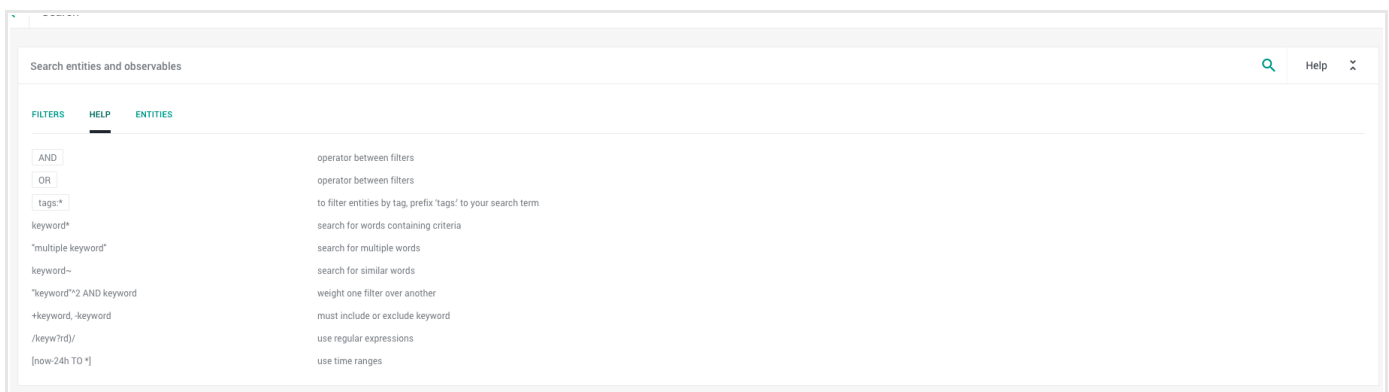 Search entities and observables Help
FILTERS HELP ENTITIES
AND operator between filters
OR operator between filters
tags:* to filter entities by tag, prefix 'tags:' to your search term
keyword* search for words containing criteria
"multiple keyword" search for multiple words
keyword~ search for similar words
"keyword"^2 AND keyword weight one filter over another
+keyword, -keyword must include or exclude keyword
/keyw?rd)/ use regular expressions
[now-24h TO *] use time ranges